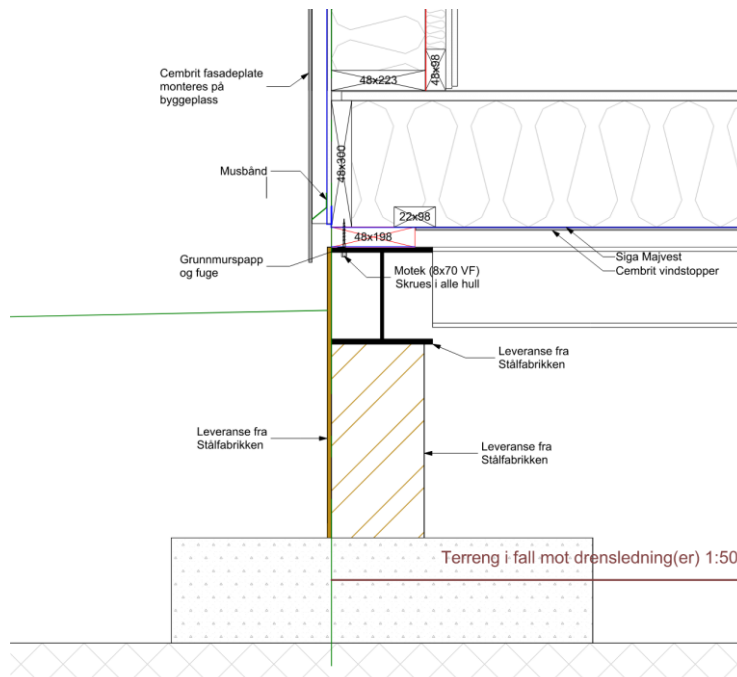 48x223
48x98
Cembrit fasadeplate
monteres på
byggeplass
48x300
Musbånd
22x98
48x198
Grunnmurspapp
og fuge
Motek (8x70 VF)
Skrues i alle hull
Siga Majvest
Cembrit vindstopper
Leveranse fra
Stålfabrikken
Leveranse fra
Stålfabrikken
Leveranse fra
Stålfabrikken
Terreng i fall mot drensledning(er) 1:50